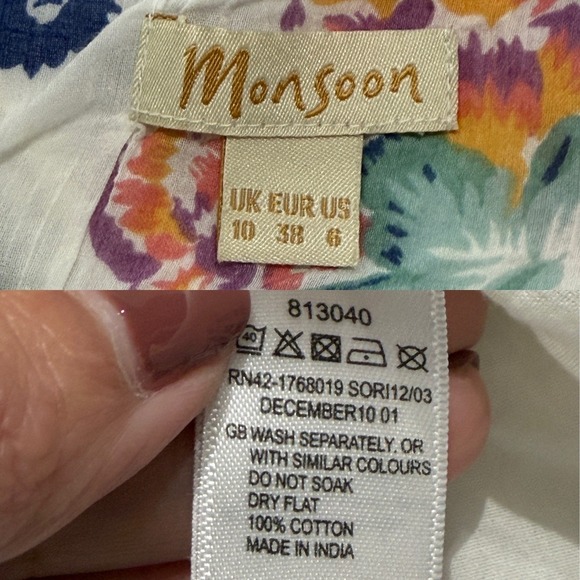 Monsoon
UK EUR US
10 38 6
813040
40
RN42-1768019 SORI12/03
DECEMBER10 01
GB WASH SEPARATELY, OR
WITH SIMILAR COLOURS
DO NOT SOAK
DRY FLAT
100% COTTON
MADE IN INDIA